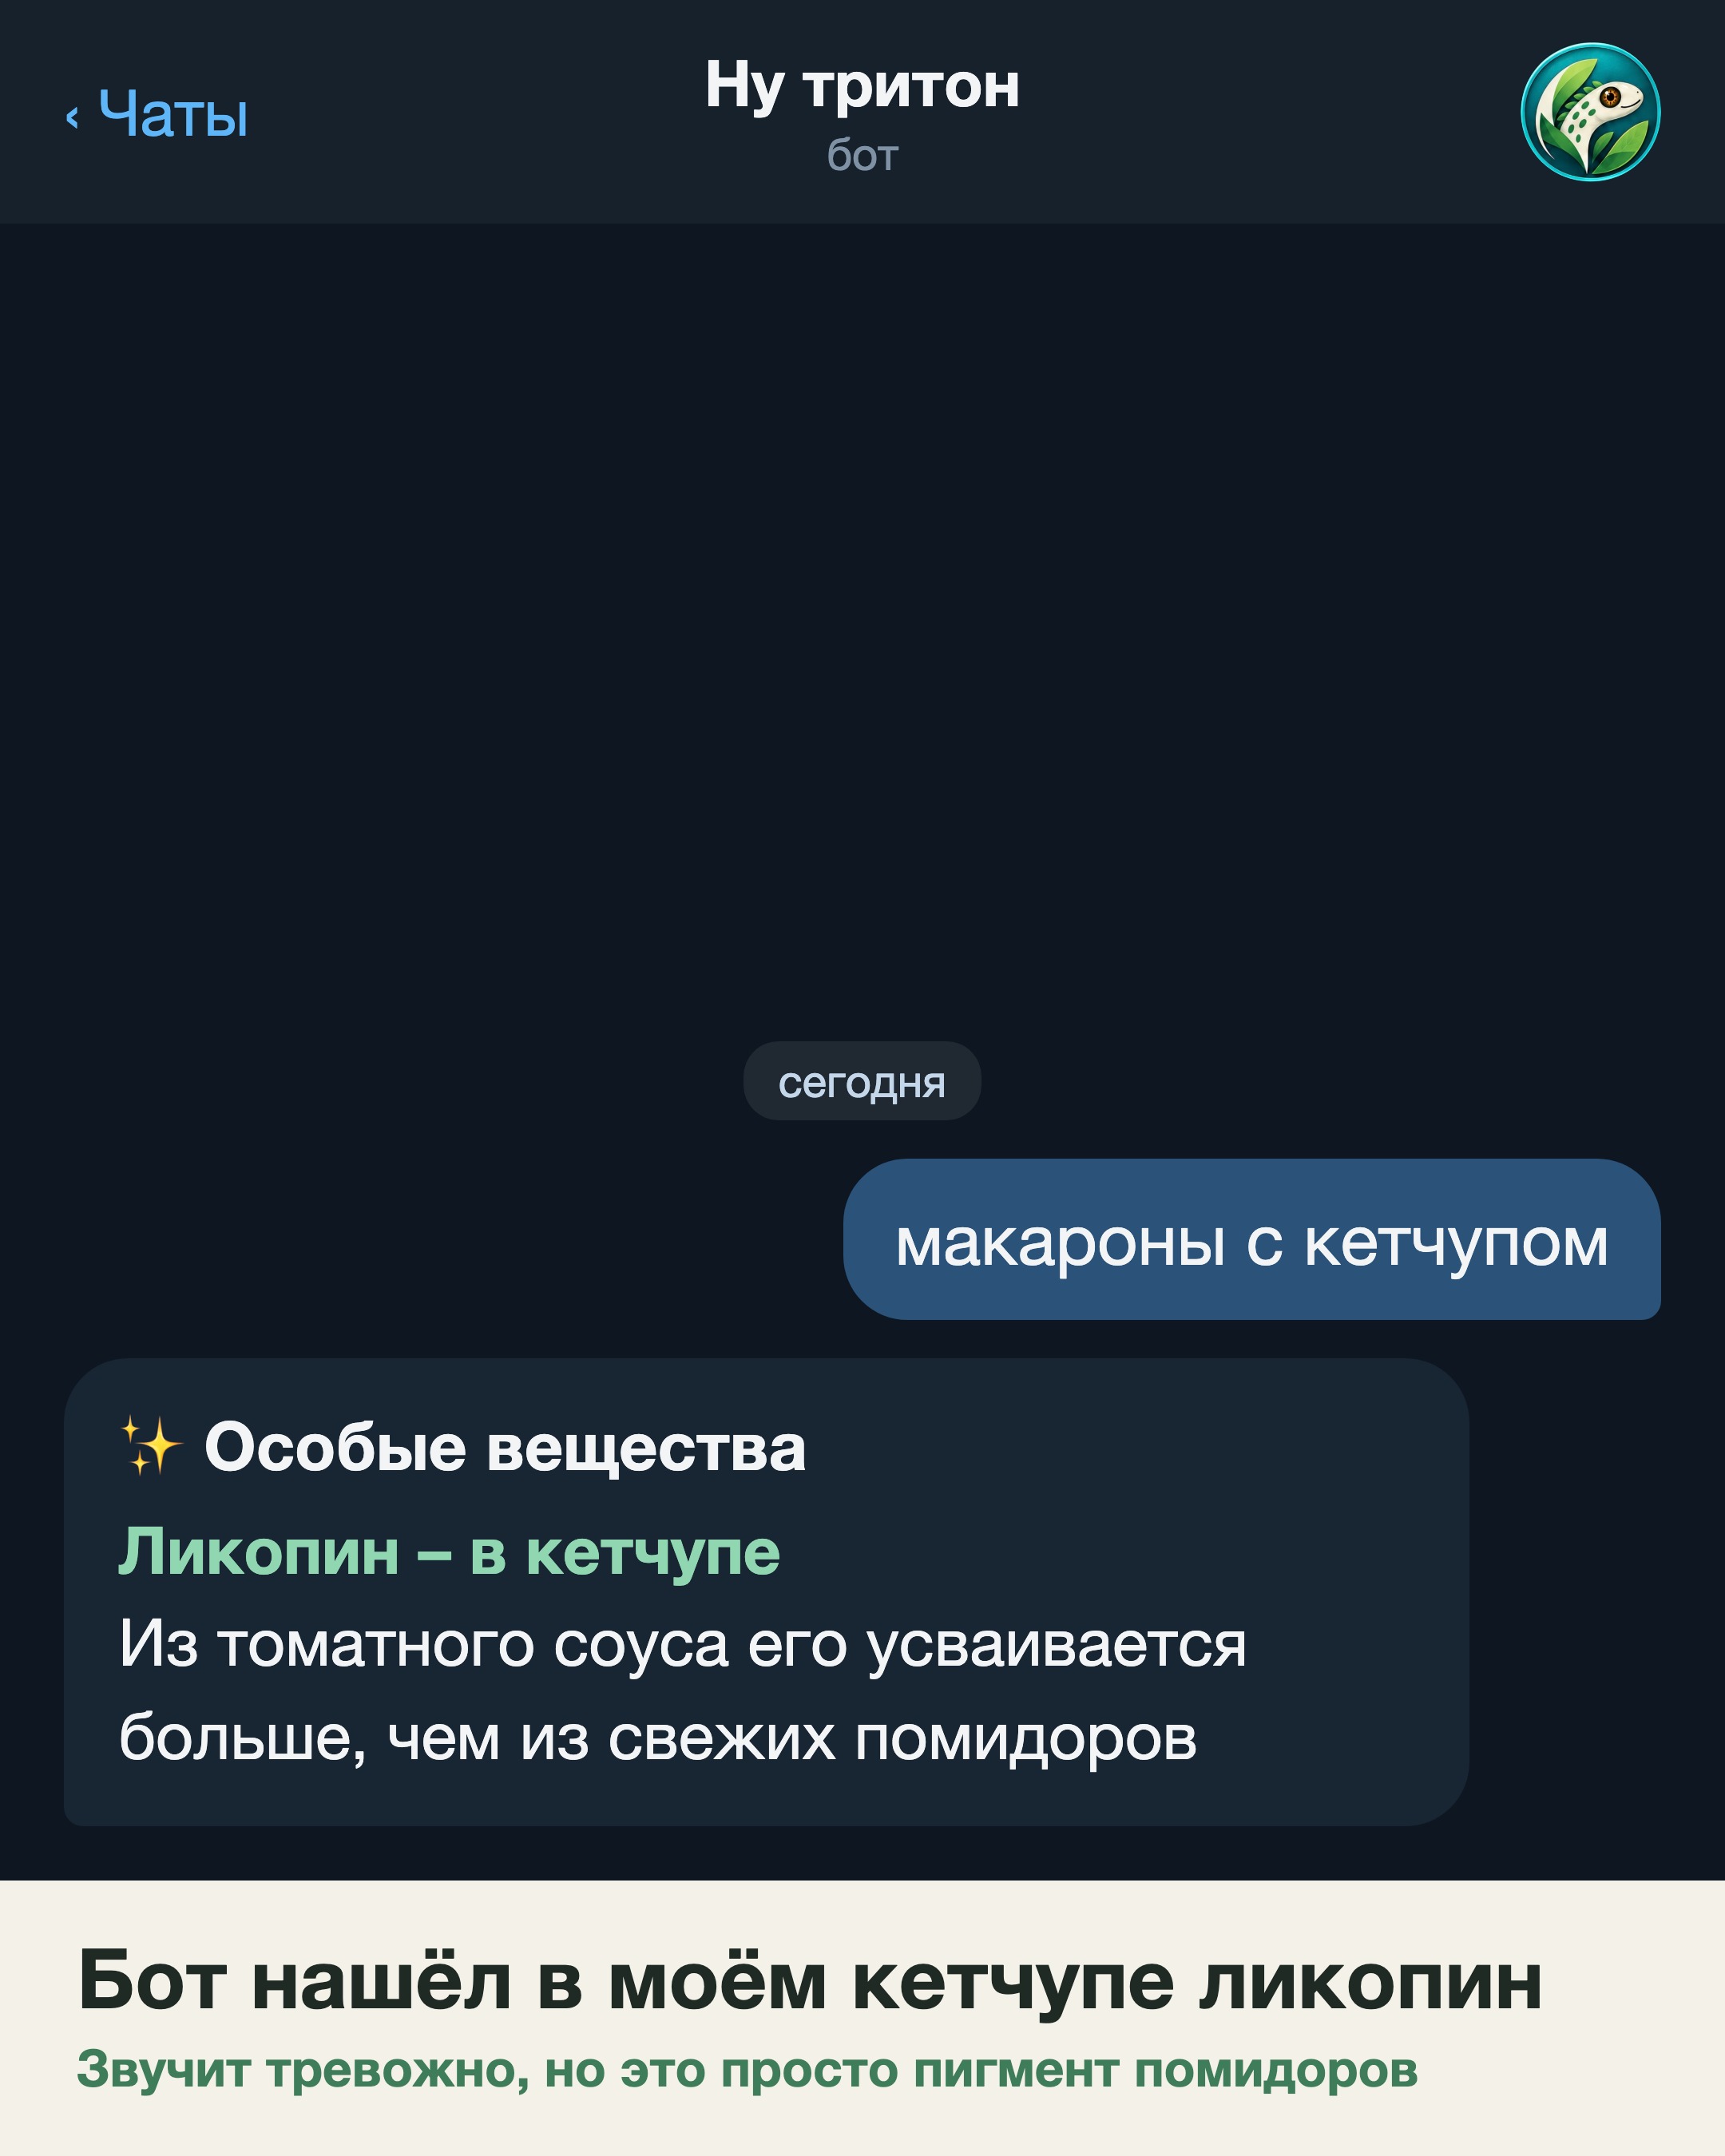 ‹ Чаты
Ну тритон
бот
сегодня
макароны с кетчупом
✨ Особые вещества
Ликопин – в кетчупе
Из томатного соуса его усваивается
больше, чем из свежих помидоров
Бот нашёл в моём кетчупе ликопин
Звучит тревожно, но это просто пигмент помидоров